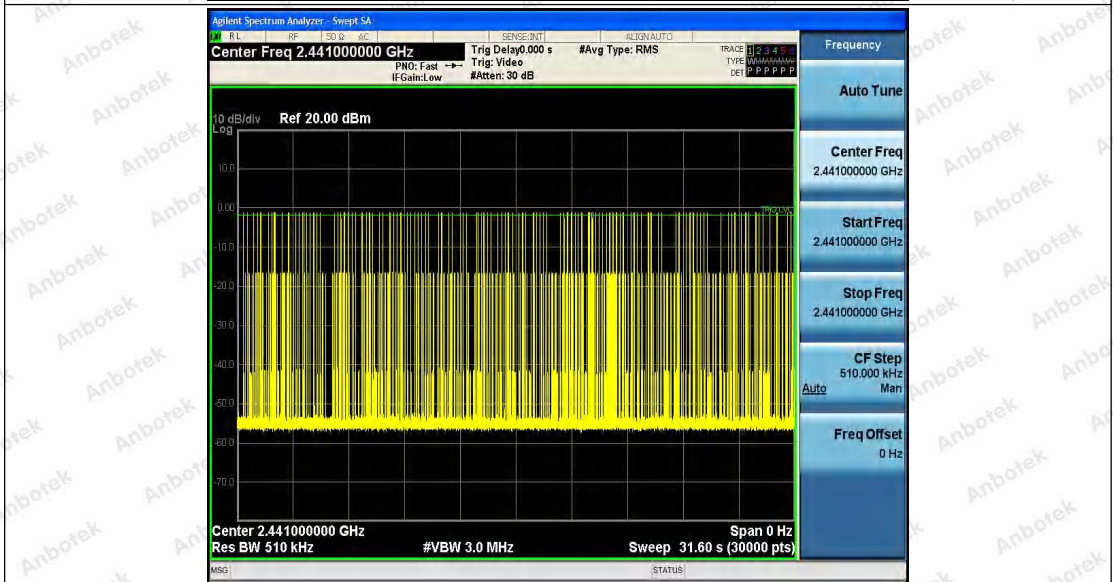 Agilent Spectrum Analyzer - Swept SA
RL RF 50 Ω AC SENSE:INT ALIGN AUTO
Center Freq 2.441000000 GHz
PNO: Fast
IFGain:Low
Trig Delay0.000 s
Trig: Video
#Atten: 30 dB
#Avg Type: RMS
TRACE 1 2 3 4 5 6
TYPE
DET P P P P P P
10 dB/div
Log
Ref 20.00 dBm
10.0
0.00
-10.0
-20.0
-30.0
-40.0
-50.0
-60.0
-70.0
TRIG LVL
Center 2.441000000 GHz
Span 0 Hz
Res BW 510 kHz
#VBW 3.0 MHz
Sweep 31.60 s (30000 pts)
MSG
STATUS
Frequency
Auto Tune
Center Freq
2.441000000 GHz
Start Freq
2.441000000 GHz
Stop Freq
2.441000000 GHz
CF Step
510.000 kHz
Auto Man
Freq Offset
0 Hz
Anbotek